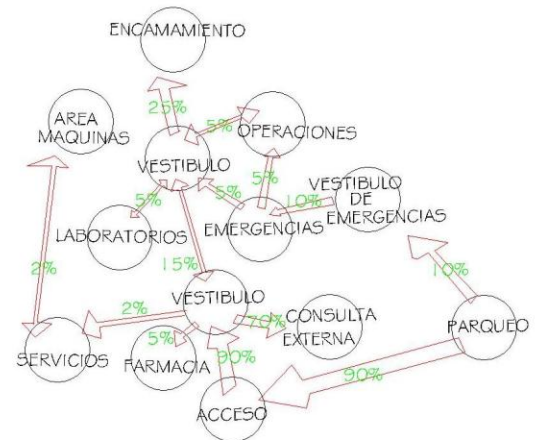 ENCAMAMIENTO
25%
AREA
MAQUINAS
5%
OPERACIONES
VESTIBULO
5%
5%
5%
VESTIBULO
DE
EMERGENCIAS
10%
LABORATORIOS
EMERGENCIAS
15%
2%
10%
VESTIBULO
2%
70%
CONSULTA
EXTERNA
PARQUEO
SERVICIOS
5%
FARMACIA
90%
90%
ACCESO